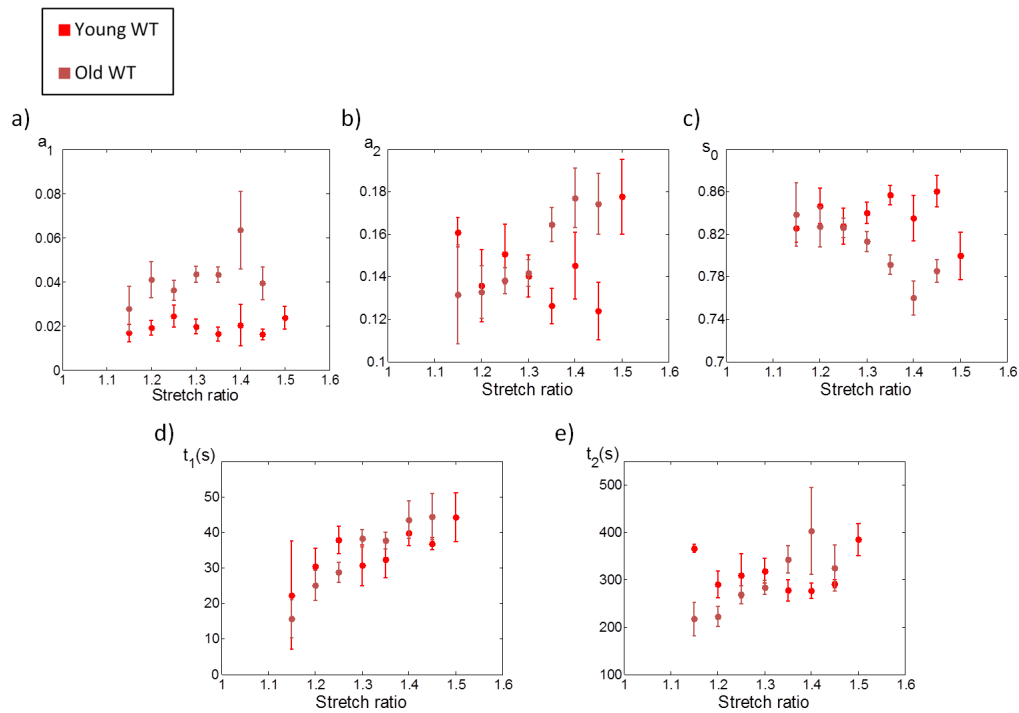 Young WT
Old WT
a)
a1
0.1
0.08
0.06
0.04
0.02
0
1 1.1 1.2 1.3 1.4 1.5 1.6
Stretch ratio
b)
a2
0.2
0.18
0.16
0.14
0.12
0.1
1 1.1 1.2 1.3 1.4 1.5 1.6
Stretch ratio
c)
s0
0.86
0.82
0.78
0.74
0.7
1 1.1 1.2 1.3 1.4 1.5 1.6
Stretch ratio
d)
t1(s)
50
40
30
20
10
0
1 1.1 1.2 1.3 1.4 1.5 1.6
Stretch ratio
e)
t2(s)
500
400
300
200
100
1 1.1 1.2 1.3 1.4 1.5 1.6
Stretch ratio